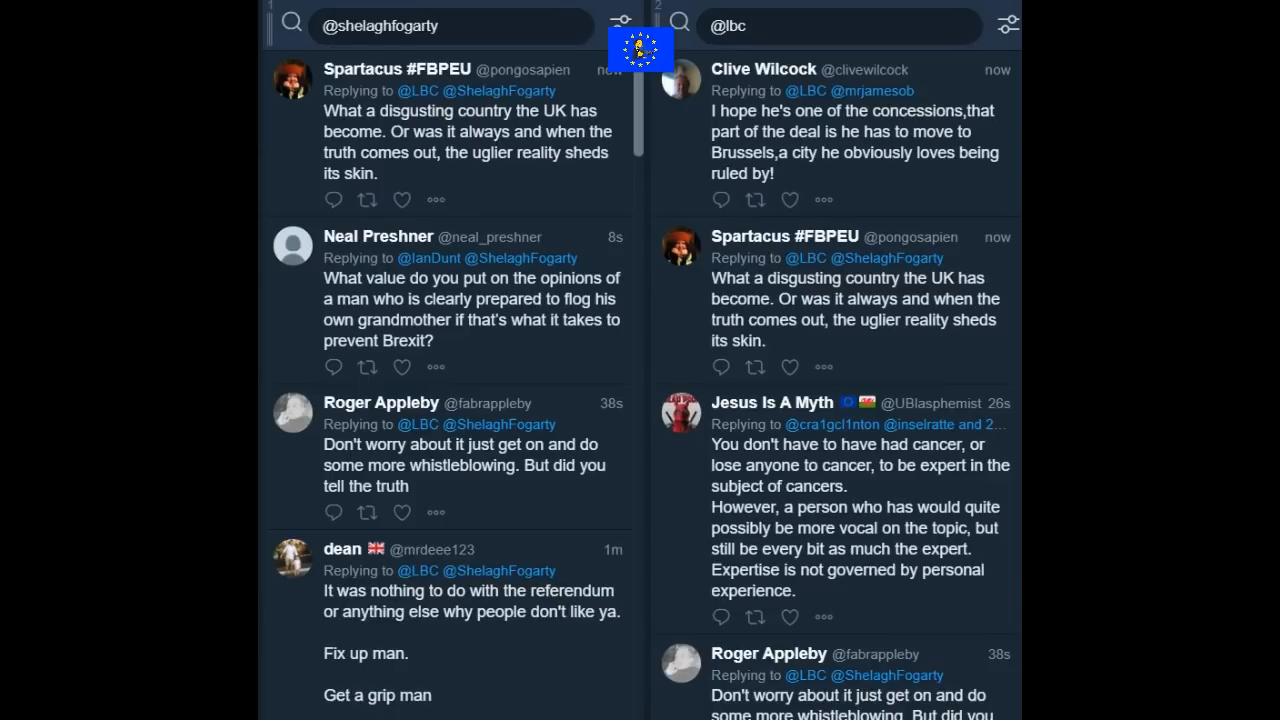 1
@shelaghfogarty
Spartacus #FBPEU @pongosapien now
Replying to @LBC @ShelaghFogarty
What a disgusting country the UK has
become. Or was it always and when the
truth comes out, the uglier reality sheds
its skin.
Neal Preshner @neal_preshner 8s
Replying to @IanDunt @ShelaghFogarty
What value do you put on the opinions of
a man who is clearly prepared to flog his
own grandmother if that's what it takes to
prevent Brexit?
Roger Appleby @fabrappleby 38s
Replying to @LBC @ShelaghFogarty
Don't worry about it just get on and do
some more whistleblowing. But did you
tell the truth
dean @mrdeee123 1m
Replying to @LBC @ShelaghFogarty
It was nothing to do with the referendum
or anything else why people don't like ya.
Fix up man.
Get a grip man
2
@lbc
Clive Wilcock @clivewilcock now
Replying to @LBC @mrjamesob
I hope he's one of the concessions,that
part of the deal is he has to move to
Brussels,a city he obviously loves being
ruled by!
Spartacus #FBPEU @pongosapien now
Replying to @LBC @ShelaghFogarty
What a disgusting country the UK has
become. Or was it always and when the
truth comes out, the uglier reality sheds
its skin.
Jesus Is A Myth @UBlasphemist 26s
Replying to @cra1gcl1nton @inselratte and 2...
You don't have to have had cancer, or
lose anyone to cancer, to be expert in the
subject of cancers.
However, a person who has would quite
possibly be more vocal on the topic, but
still be every bit as much the expert.
Expertise is not governed by personal
experience.
Roger Appleby @fabrappleby 38s
Replying to @LBC @ShelaghFogarty
Don't worry about it just get on and do
some more whistleblowing. But did you